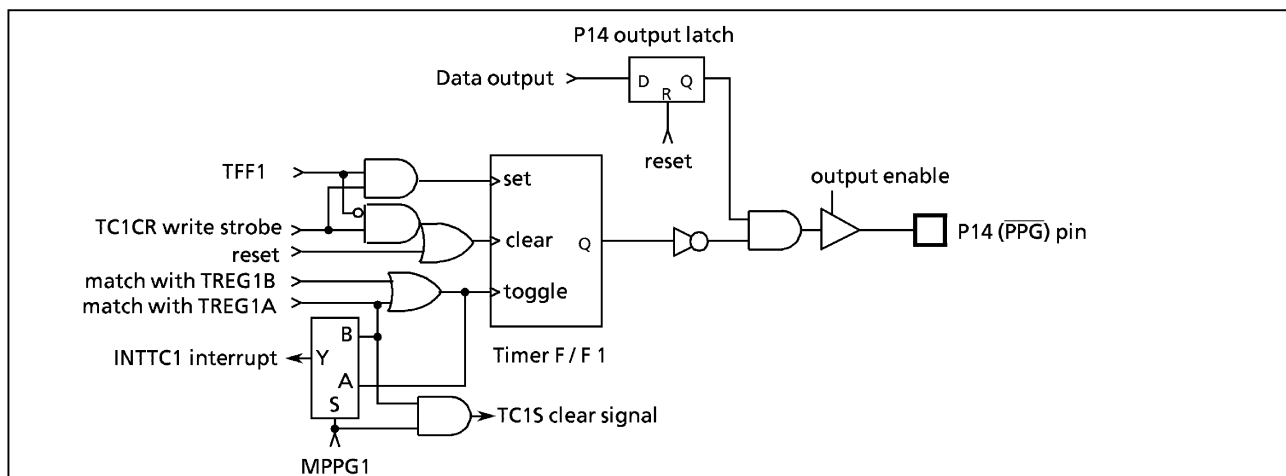 P14 output latch
Data output
D Q
R
reset
TFF1
set
output enable
TC1CR write strobe
clear
Q
P14 (P̅P̅G̅) pin
reset
match with TREG1B
toggle
match with TREG1A
B
INTTC1 interrupt
Y
Timer F / F 1
A
S
TC1S clear signal
MPPG1